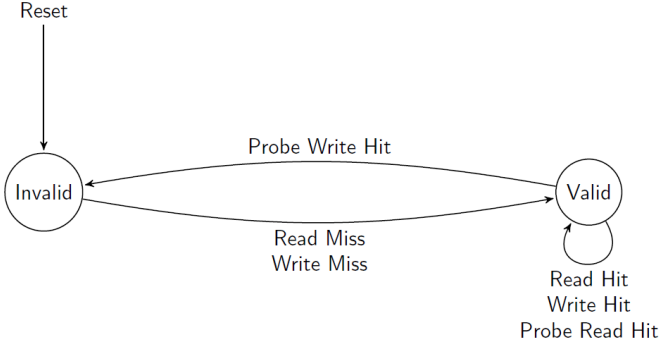 Reset
Probe Write Hit
Invalid
Valid
Read Miss
Write Miss
Read Hit
Write Hit
Probe Read Hit